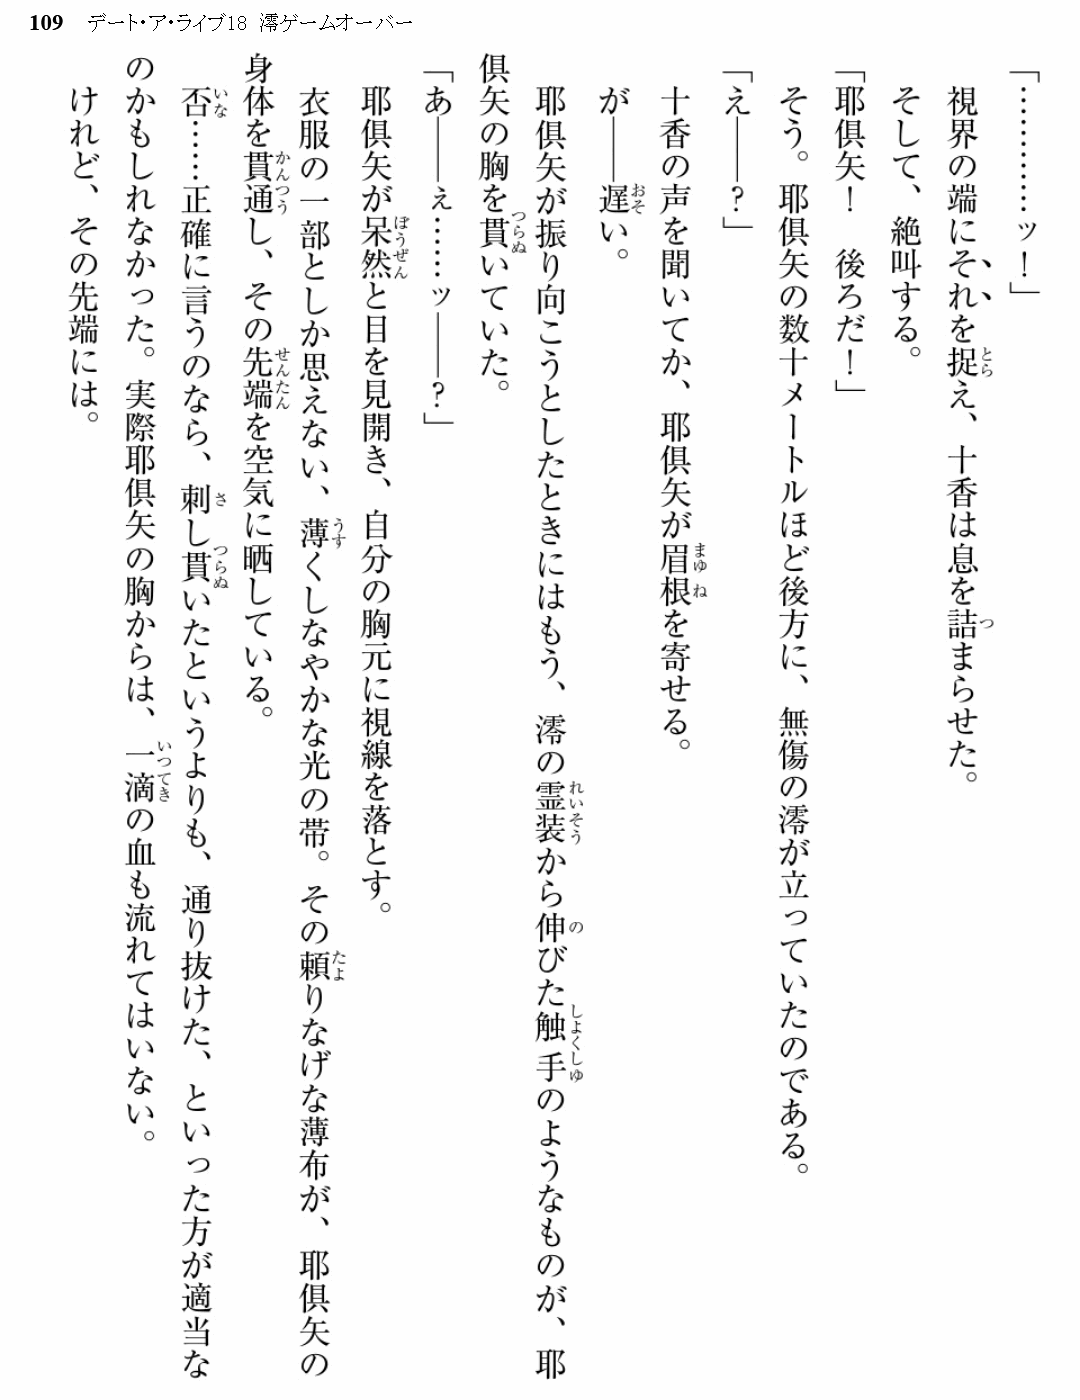 109 デート・ア・ライブ18 澪ゲームオーバー
「…………ッ！」
視界の端にそれを捉え、十香は息を詰まらせた。
そして、絶叫する。
「耶倶矢！　後ろだ！」
そう。耶倶矢の数十メートルほど後方に、無傷の澪が立っていたのである。
「え――？」
十香の声を聞いてか、耶倶矢が眉根を寄せる。
が――遅い。
耶倶矢が振り向こうとしたときにはもう、澪の霊装から伸びた触手のようなものが、耶
倶矢の胸を貫いていた。
「あ――ぇ……ッ――？」
耶倶矢が呆然と目を見開き、自分の胸元に視線を落とす。
衣服の一部としか思えない、薄くしなやかな光の帯。その頼りなげな薄布が、耶倶矢の
身体を貫通し、その先端を空気に晒している。
否……正確に言うのなら、刺し貫いたというよりも、通り抜けた、といった方が適当な
のかもしれなかった。実際耶倶矢の胸からは、一滴の血も流れてはいない。
けれど、その先端には。